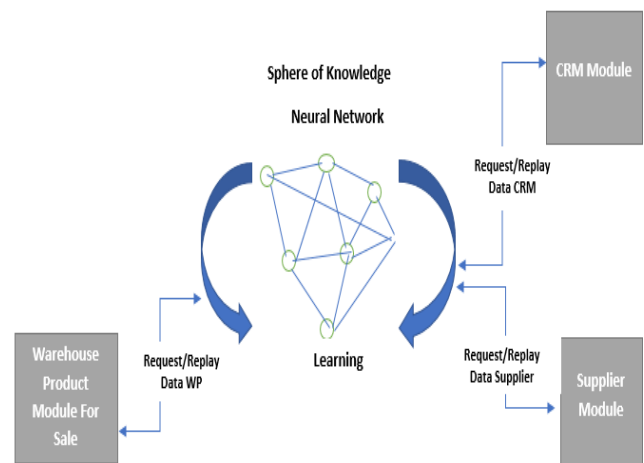 Sphere of Knowledge
Neural Network
CRM Module
Request/Replay
Data CRM
Warehouse
Product
Module For
Sale
Request/Replay
Data WP
Learning
Request/Replay
Data Supplier
Supplier
Module